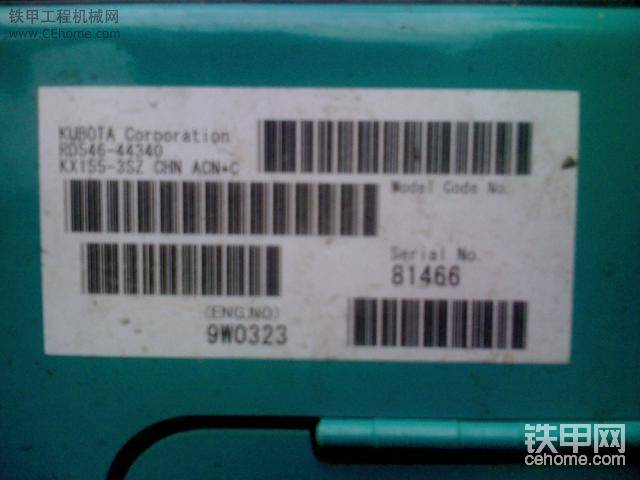 铁甲工程机械网
www.CEhome.com
KUBOTA Corporation
RD546-44340
KX155-3SZ CHN ACN+C
Model Code No.
Serial No.
81466
(ENG.NO)
9W0323
铁甲网
cehome.com